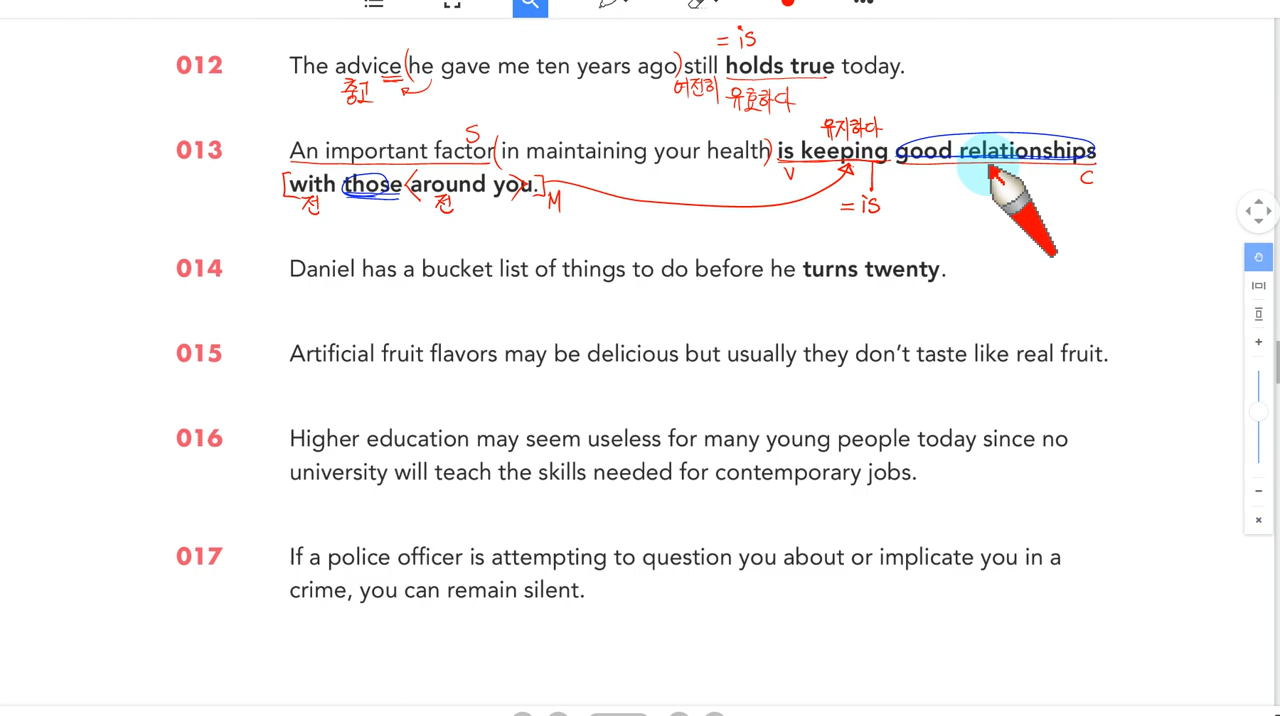 = is
012 The advice (he gave me ten years ago) still holds true today.
충고 여전히 유효하다
S 유지하다
013 An important factor (in maintaining your health) is keeping good relationships
V C
[with those <around you.>] M
전 전 = is
014 Daniel has a bucket list of things to do before he turns twenty.
015 Artificial fruit flavors may be delicious but usually they don't taste like real fruit.
016 Higher education may seem useless for many young people today since no
university will teach the skills needed for contemporary jobs.
017 If a police officer is attempting to question you about or implicate you in a
crime, you can remain silent.